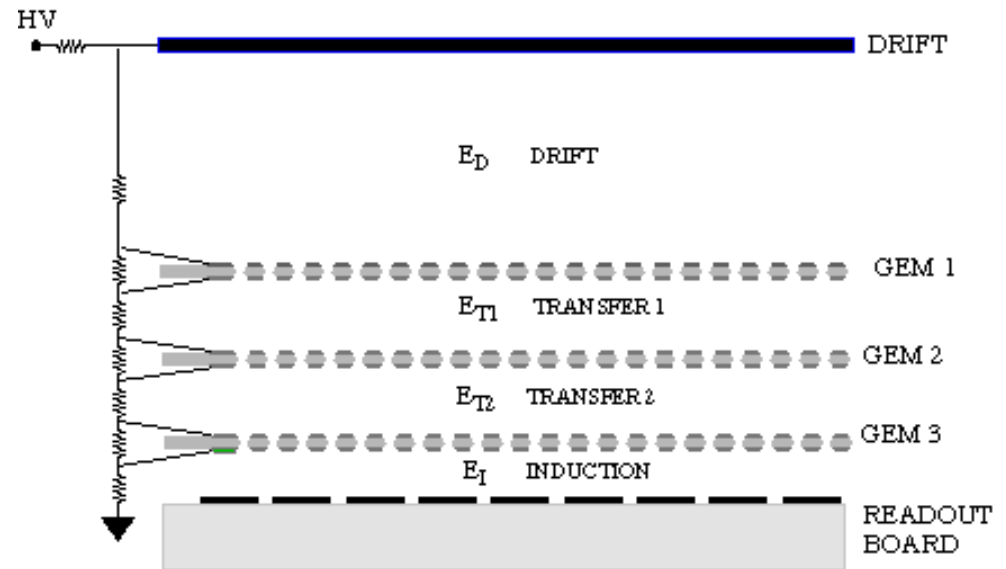 HV
DRIFT
E_D DRIFT
GEM 1
E_T1 TRANSFER 1
GEM 2
E_T2 TRANSFER 2
GEM 3
E_I INDUCTION
READOUT
BOARD